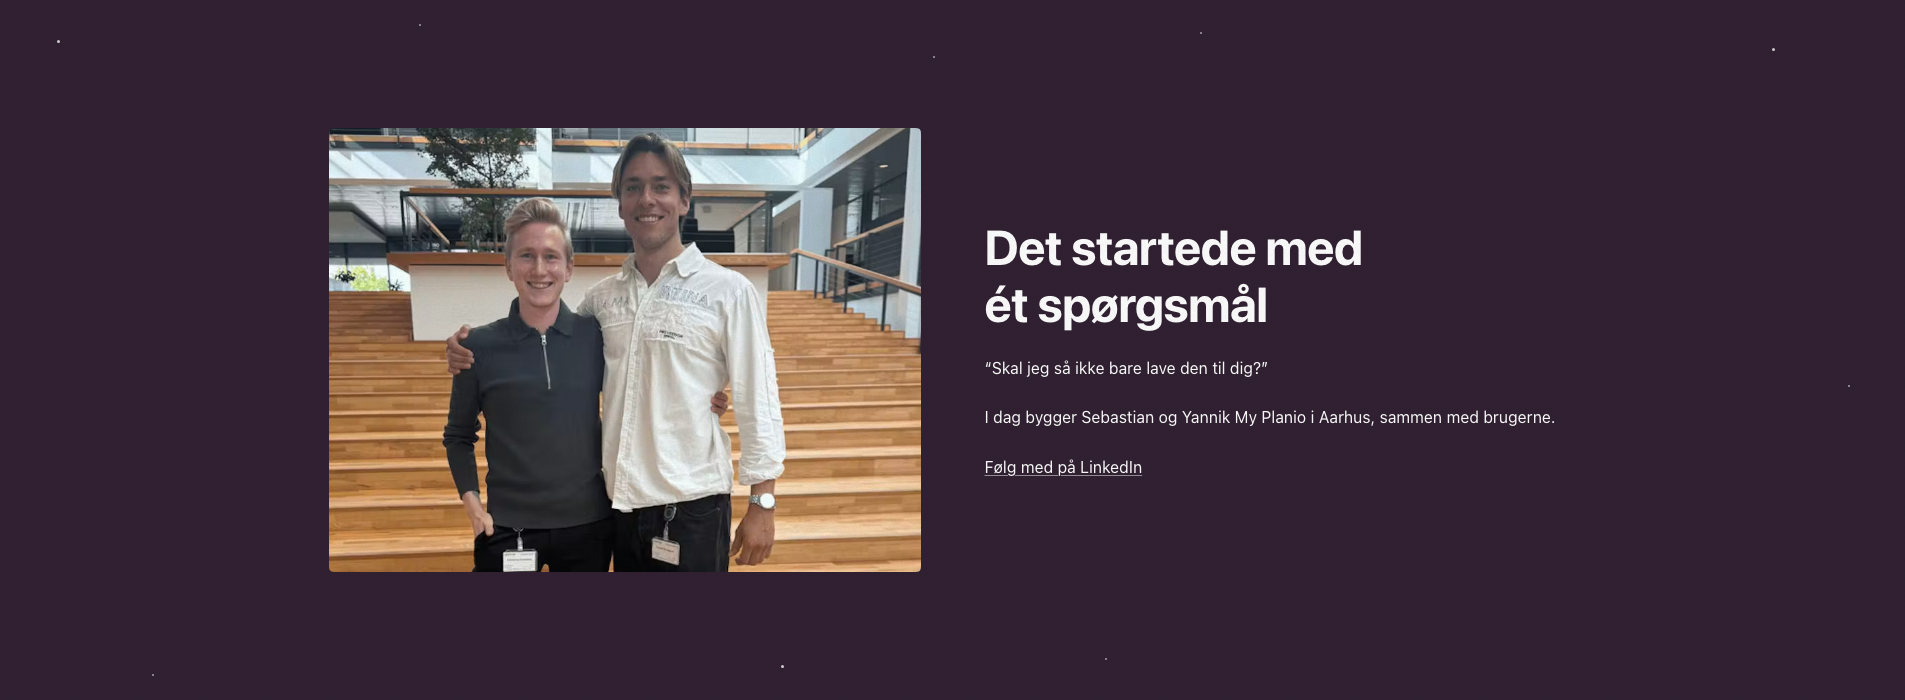 Det startede med
ét spørgsmål
“Skal jeg så ikke bare lave den til dig?”
I dag bygger Sebastian og Yannik My Planio i Aarhus, sammen med brugerne.
Følg med på LinkedIn